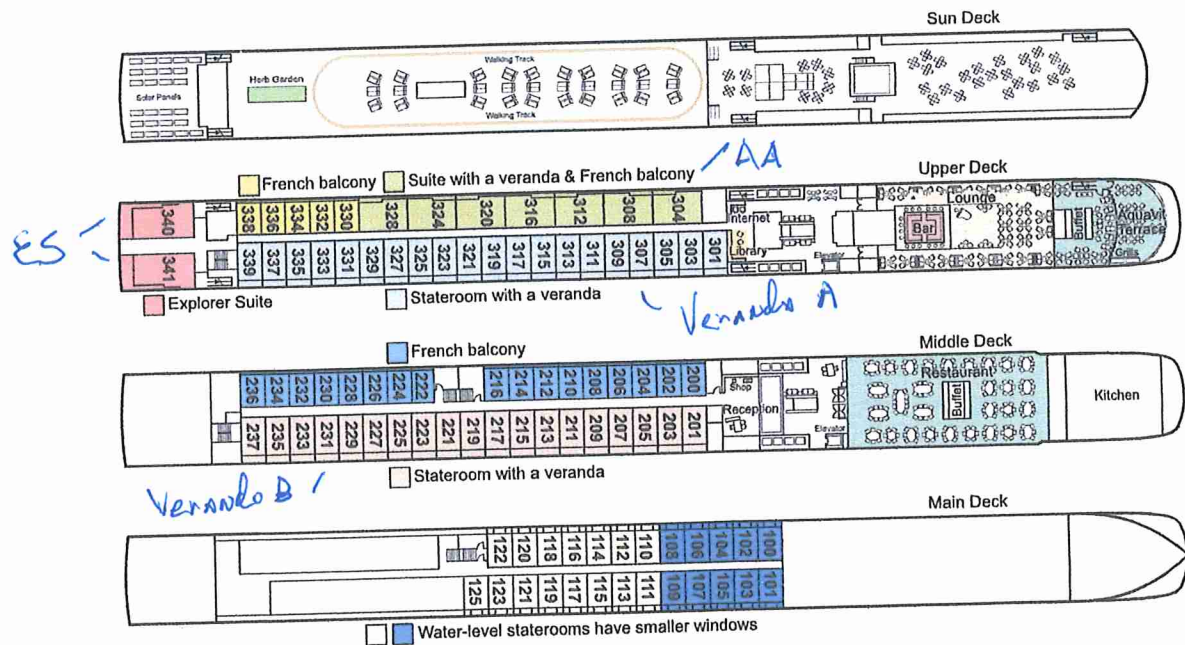 Sun Deck
Walking Track
Herb Garden
Solar Panels
Walking Track
AA
French balcony
Suite with a veranda & French balcony
Upper Deck
340
338 336 334 332 330 328 324 320 316 312 308 304
Internet
Lounge
Bar
Buffet
AquaVit
Terrace
Grills
Library
Elevator
ES
341
339 337 335 333 331 329 327 325 323 321 319 317 315 313 311 309 307 305 303 301
Explorer Suite
Stateroom with a veranda
Veranda A
French balcony
Middle Deck
236 234 232 230 228 226 224 222 216 214 212 210 208 206 204 202 200
Shop
Reception
Restaurant
Buffet
Elevator
Kitchen
237 235 233 231 229 227 225 223 221 219 217 215 213 211 209 207 205 203 201
Stateroom with a veranda
Veranda B
Main Deck
122 120 118 116 114 112 110 108 106 104 102 100
125 123 121 119 117 115 113 111 109 107 105 103 101
Water-level staterooms have smaller windows